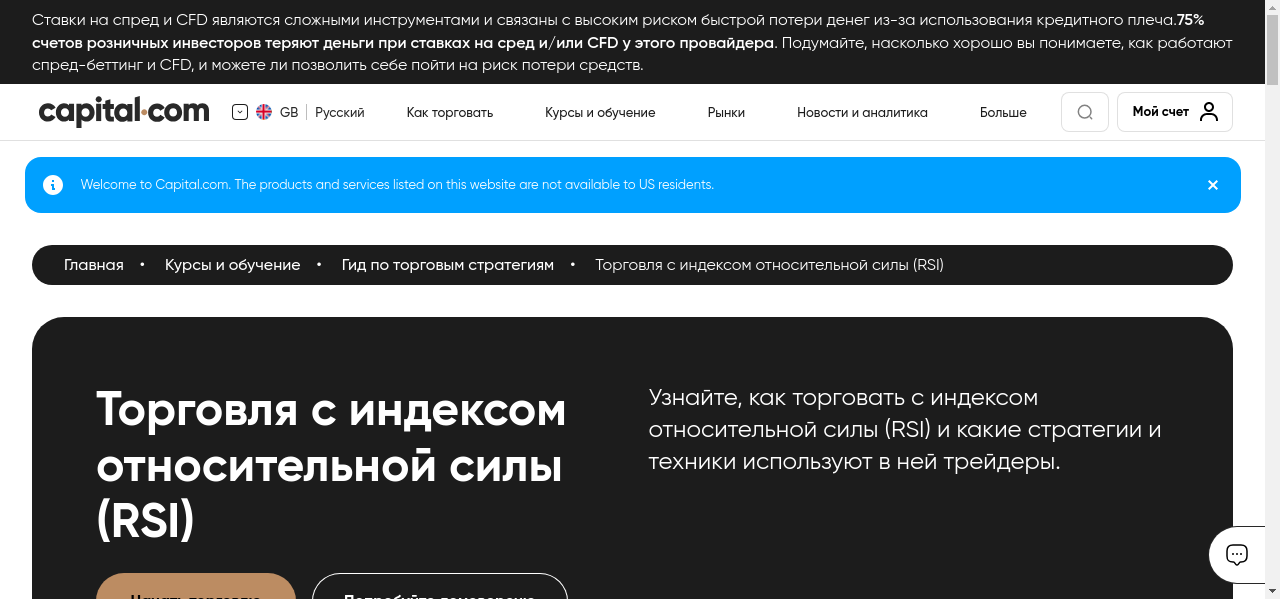 Ставки на спред и CFD являются сложными инструментами и связаны с высоким риском быстрой потери денег из-за использования кредитного плеча.75%
счетов розничных инвесторов теряют деньги при ставках на сред и/или CFD у этого провайдера. Подумайте, насколько хорошо вы понимаете, как работают
спред-беттинг и CFD, и можете ли позволить себе пойти на риск потери средств.
capital.com GB Русский Как торговать Курсы и обучение Рынки Новости и аналитика Больше Мой счет
Welcome to Capital.com. The products and services listed on this website are not available to US residents.
Главная • Курсы и обучение • Гид по торговым стратегиям • Торговля с индексом относительной силы (RSI)
Торговля с индексом
относительной силы
(RSI)
Узнайте, как торговать с индексом
относительной силы (RSI) и какие стратегии и
техники используют в ней трейдеры.